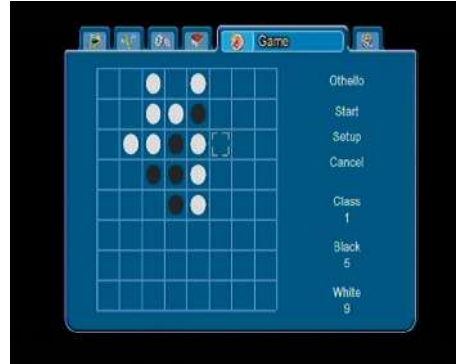 Game
Othello
Start
Setup
Cancel
Class
1
Black
5
White
9